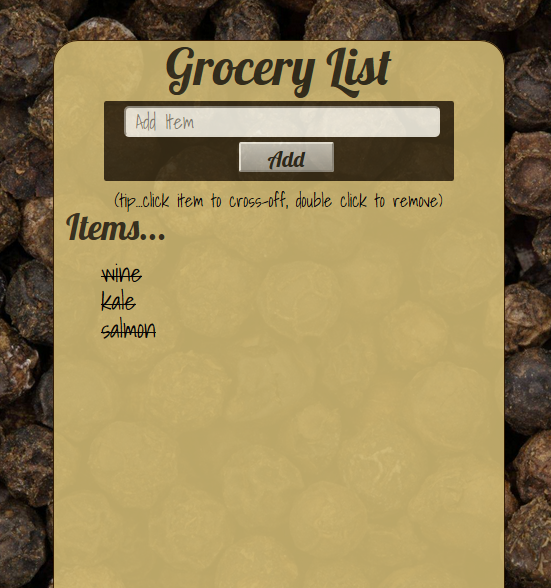 Grocery List
Add Item
Add
(tip...click item to cross-off, double click to remove)
Items...
wine
kale
salmon